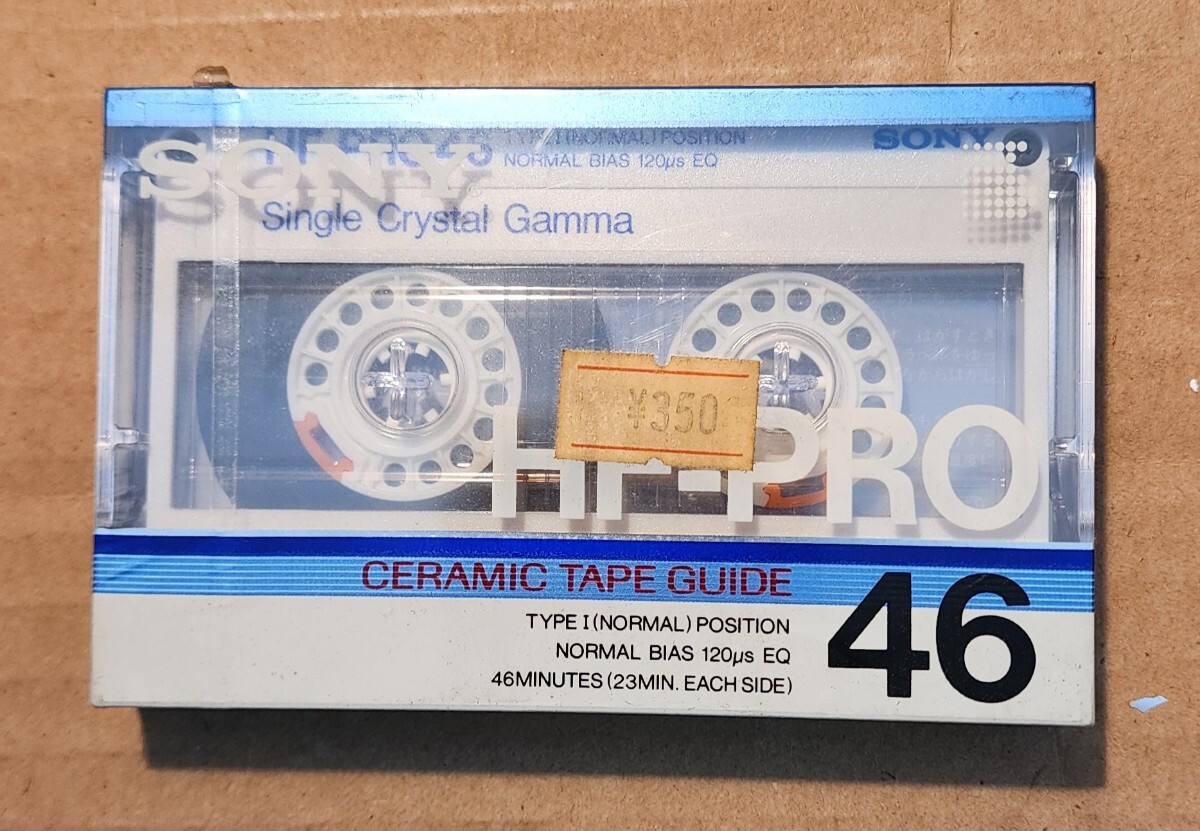 SONY
TYPE I (NORMAL) POSITION
SONY
NORMAL BIAS 120μs EQ
Single Crystal Gamma
¥350
HF-PRO
CERAMIC TAPE GUIDE
46
TYPE I (NORMAL) POSITION
NORMAL BIAS 120μs EQ
46MINUTES (23MIN. EACH SIDE)